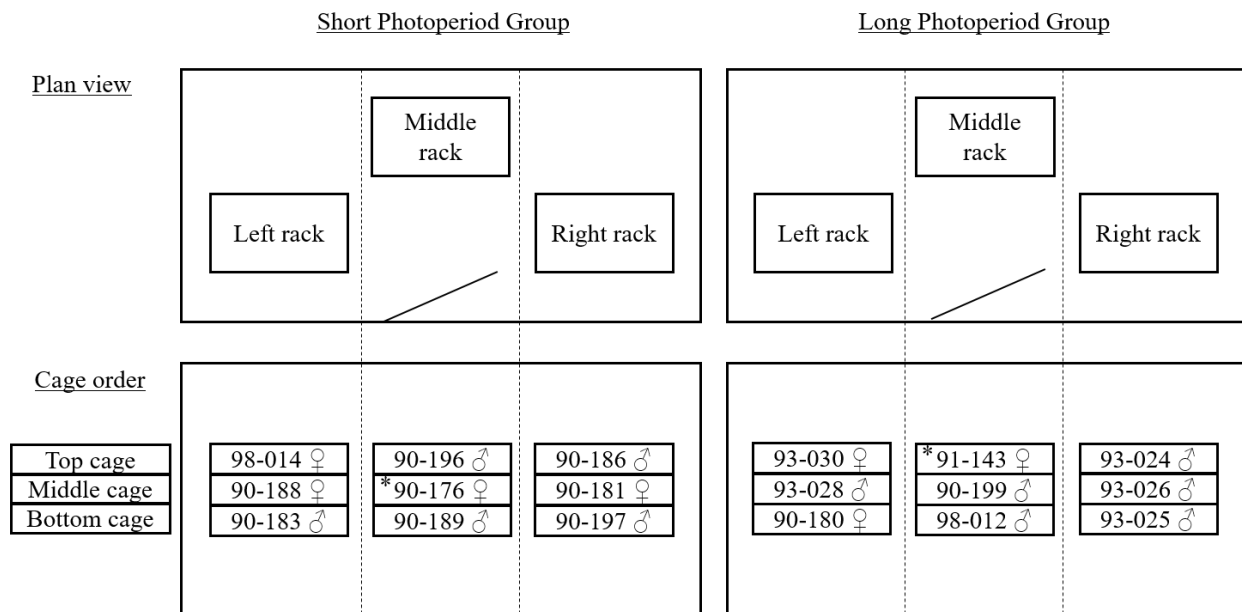 Short Photoperiod Group
Long Photoperiod Group
Plan view
Middle
rack
Left rack
Right rack
Middle
rack
Left rack
Right rack
Cage order
Top cage
98-014 ♀
90-196 ♂
90-186 ♂
93-030 ♀
*91-143 ♀
93-024 ♂
Middle cage
90-188 ♀
*90-176 ♀
90-181 ♀
93-028 ♂
90-199 ♂
93-026 ♂
Bottom cage
90-183 ♂
90-189 ♂
90-197 ♂
90-180 ♀
98-012 ♂
93-025 ♂